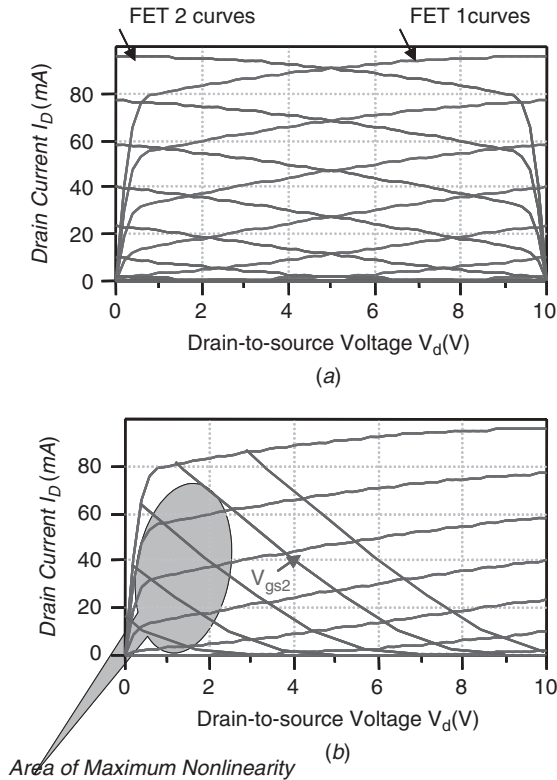 FET 2 curves FET 1curves
Drain Current I_D (mA)
80
60
40
20
0
0 2 4 6 8 10
Drain-to-source Voltage V_d(V)
(a)
Drain Current I_D (mA)
80
60
40
20
0
V_gs2
0 2 4 6 8 10
Drain-to-source Voltage V_d(V)
(b)
Area of Maximum Nonlinearity